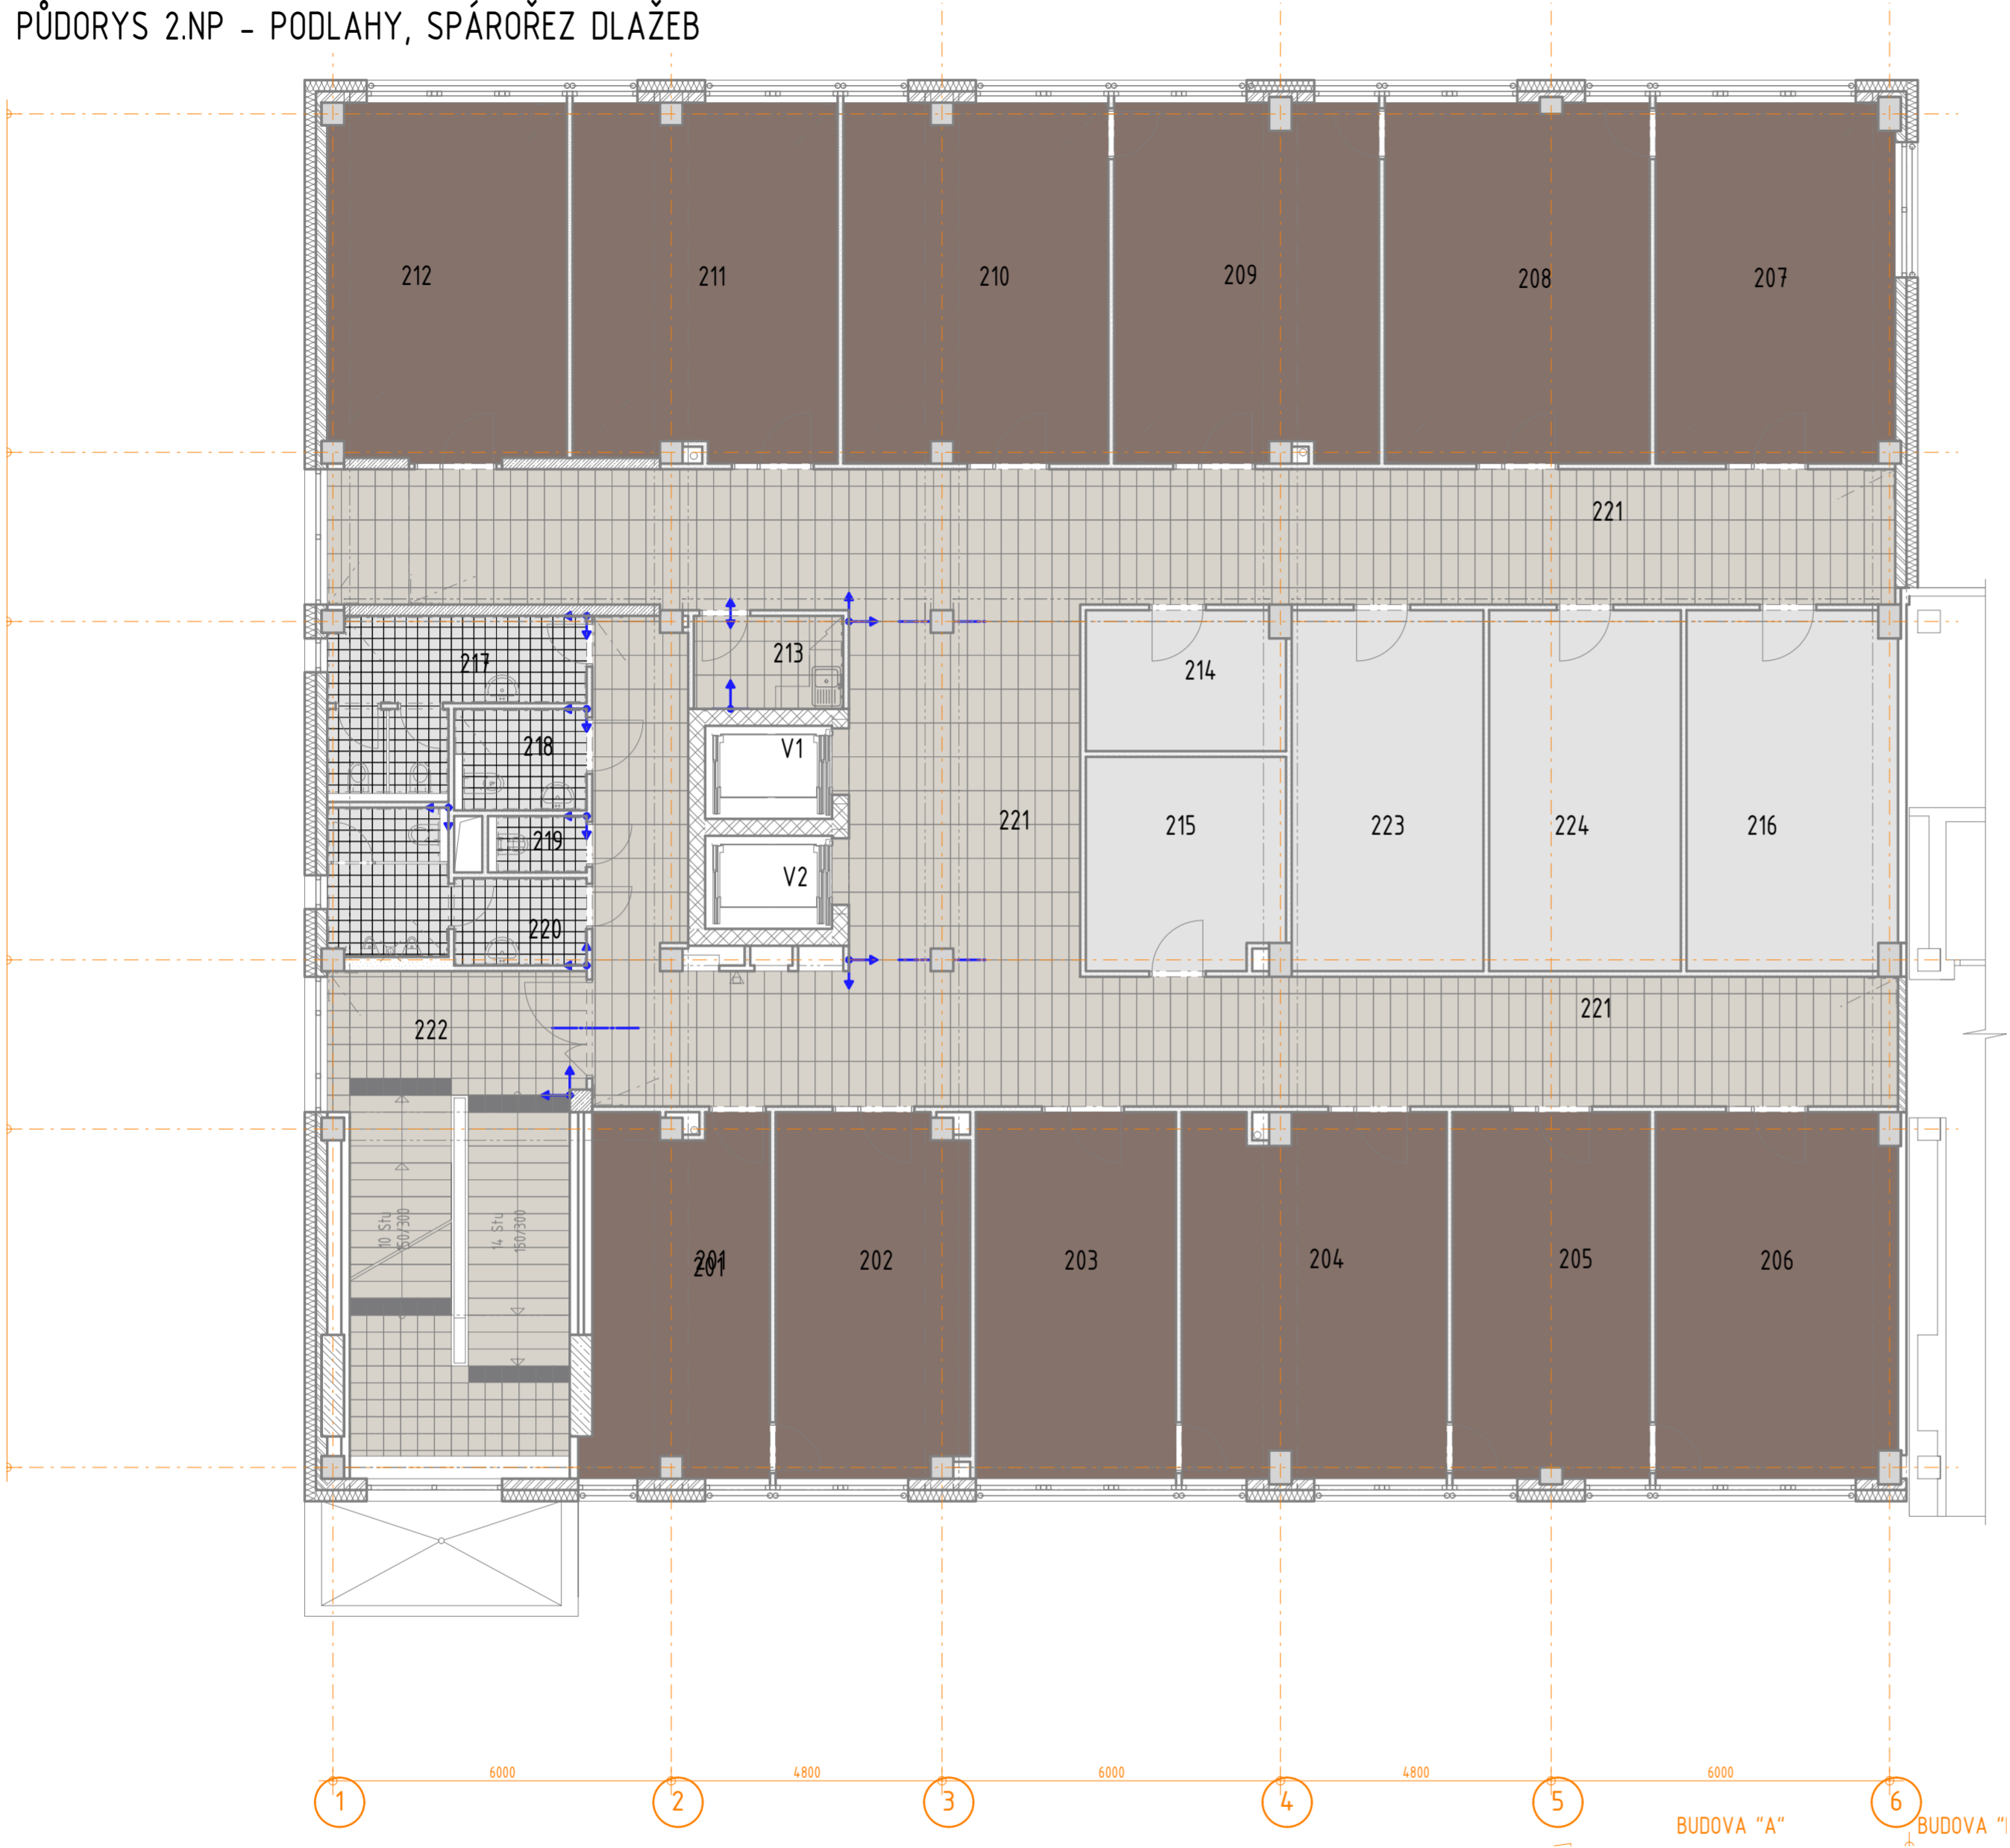 PŮDORYS 2.NP - PODLAHY, SPÁROŘEZ DLAŽEB
212 211 210 209 208 207
221
217 213 214
218 V1
219 221 215 223 224 216
V2
220
222 221
10 Stu 14 Stu
150/300
201 201 202 203 204 205 206
6000 4800 6000 4800 6000
1 2 3 4 5 6
BUDOVA "A" BUDOVA